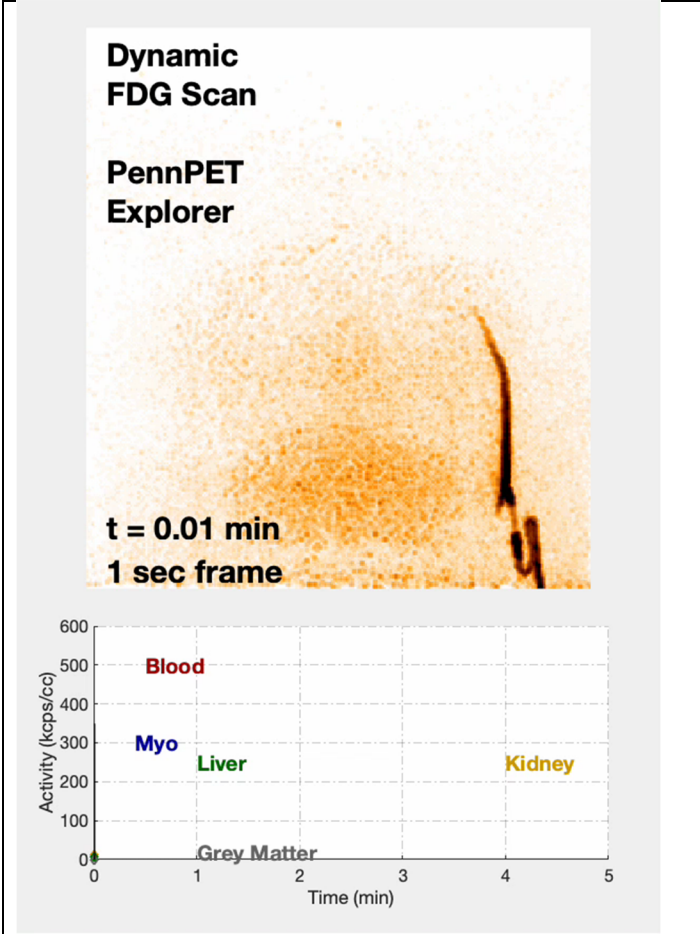 Dynamic
FDG Scan
PennPET
Explorer
t = 0.01 min
1 sec frame
600
500
400
300
200
100
0
Activity (kcps/cc)
Blood
Myo
Liver
Kidney
Grey Matter
0 1 2 3 4 5
Time (min)